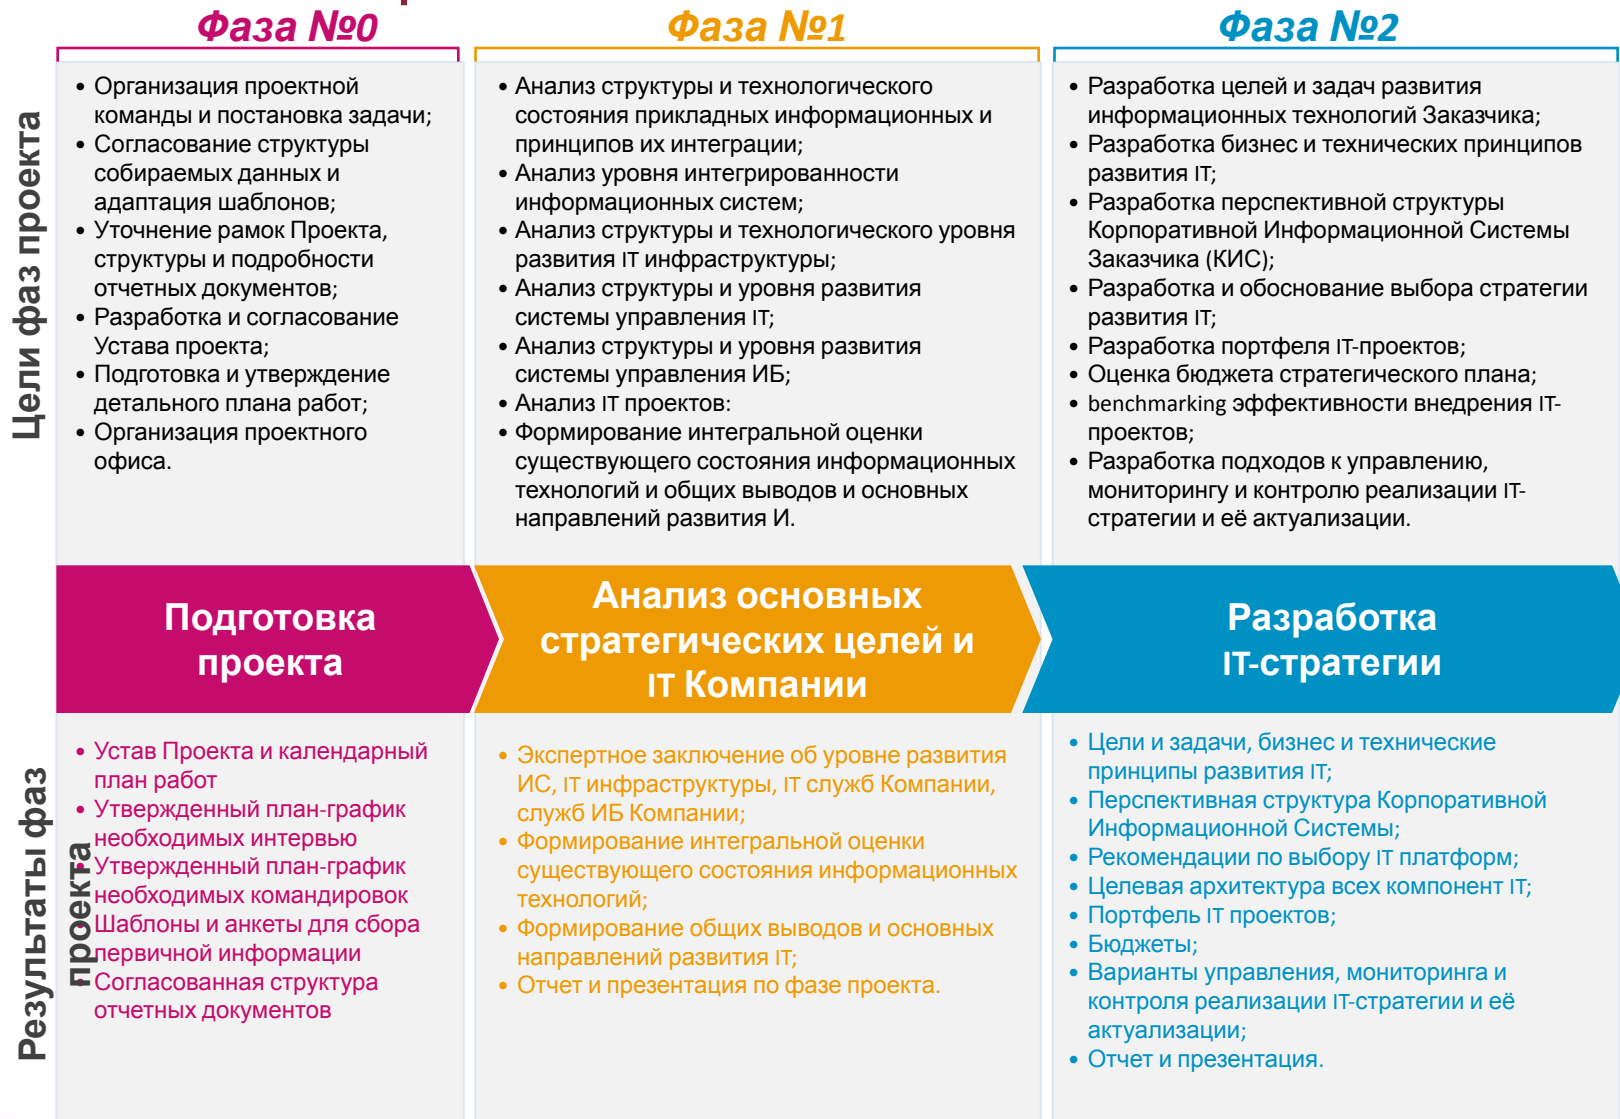 Фаза №0
Фаза №1
Фаза №2
Цели фаз проекта
• Организация проектной
команды и постановка задачи;
• Согласование структуры
собираемых данных и
адаптация шаблонов;
• Уточнение рамок Проекта,
структуры и подробности
отчетных документов;
• Разработка и согласование
Устава проекта;
• Подготовка и утверждение
детального плана работ;
• Организация проектного
офиса.
• Анализ структуры и технологического
состояния прикладных информационных и
принципов их интеграции;
• Анализ уровня интегрированности
информационных систем;
• Анализ структуры и технологического уровня
развития IT инфраструктуры;
• Анализ структуры и уровня развития
системы управления IT;
• Анализ структуры и уровня развития
системы управления ИБ;
• Анализ IT проектов:
• Формирование интегральной оценки
существующего состояния информационных
технологий и общих выводов и основных
направлений развития И.
• Разработка целей и задач развития
информационных технологий Заказчика;
• Разработка бизнес и технических принципов
развития IT;
• Разработка перспективной структуры
Корпоративной Информационной Системы
Заказчика (КИС);
• Разработка и обоснование выбора стратегии
развития IT;
• Разработка портфеля IT-проектов;
• Оценка бюджета стратегического плана;
• benchmarking эффективности внедрения IT-
проектов;
• Разработка подходов к управлению,
мониторингу и контролю реализации IT-
стратегии и её актуализации.
Подготовка
проекта
Анализ основных
стратегических целей и
IT Компании
Разработка
IT-стратегии
Результаты фаз
проекта
• Устав Проекта и календарный
план работ
• Утвержденный план-график
необходимых интервью
• Утвержденный план-график
необходимых командировок
• Шаблоны и анкеты для сбора
первичной информации
• Согласованная структура
отчетных документов
• Экспертное заключение об уровне развития
ИС, IT инфраструктуры, IT служб Компании,
служб ИБ Компании;
• Формирование интегральной оценки
существующего состояния информационных
технологий;
• Формирование общих выводов и основных
направлений развития IT;
• Отчет и презентация по фазе проекта.
• Цели и задачи, бизнес и технические
принципы развития IT;
• Перспективная структура Корпоративной
Информационной Системы;
• Рекомендации по выбору IT платформ;
• Целевая архитектура всех компонент IT;
• Портфель IT проектов;
• Бюджеты;
• Варианты управления, мониторинга и
контроля реализации IT-стратегии и её
актуализации;
• Отчет и презентация.